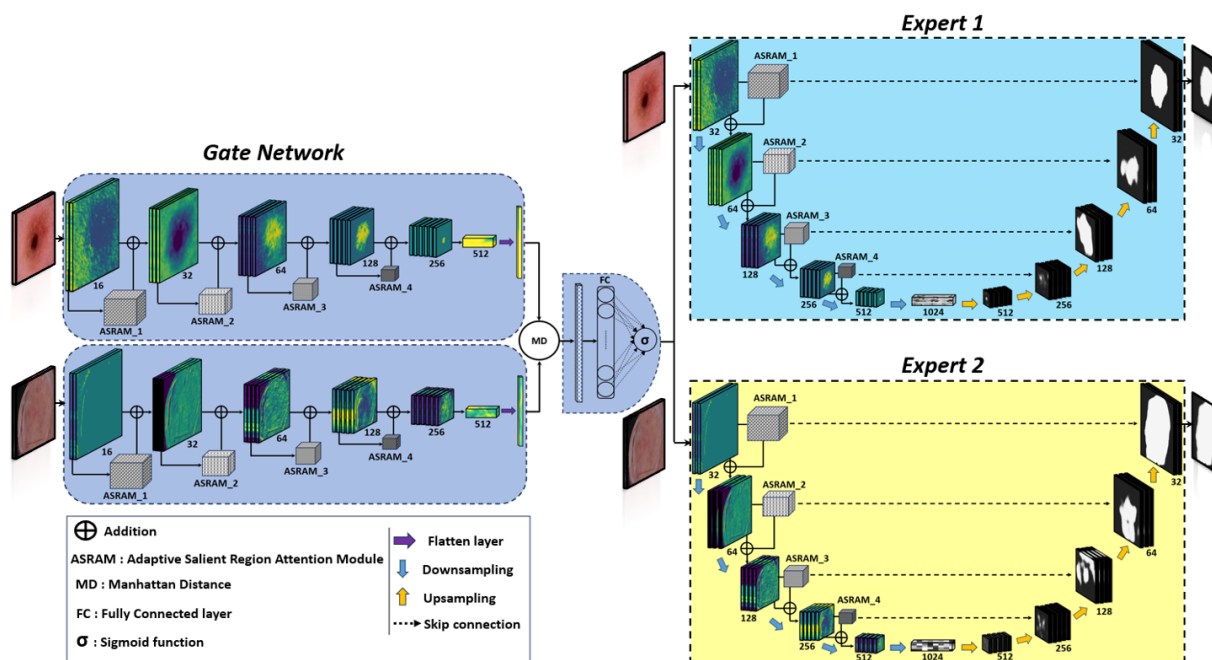 Gate Network
16
32
64
128
256
512
ASRAM_1
ASRAM_2
ASRAM_3
ASRAM_4
16
32
64
128
256
512
ASRAM_1
ASRAM_2
ASRAM_3
ASRAM_4
MD
FC
σ
Expert 1
ASRAM_1
32
32
ASRAM_2
64
64
ASRAM_3
128
128
ASRAM_4
256
256
512
1024
512
Expert 2
ASRAM_1
32
32
ASRAM_2
64
64
ASRAM_3
128
128
ASRAM_4
256
256
512
1024
512
Addition
ASRAM : Adaptive Salient Region Attention Module
MD : Manhattan Distance
FC : Fully Connected layer
σ : Sigmoid function
Flatten layer
Downsampling
Upsampling
Skip connection